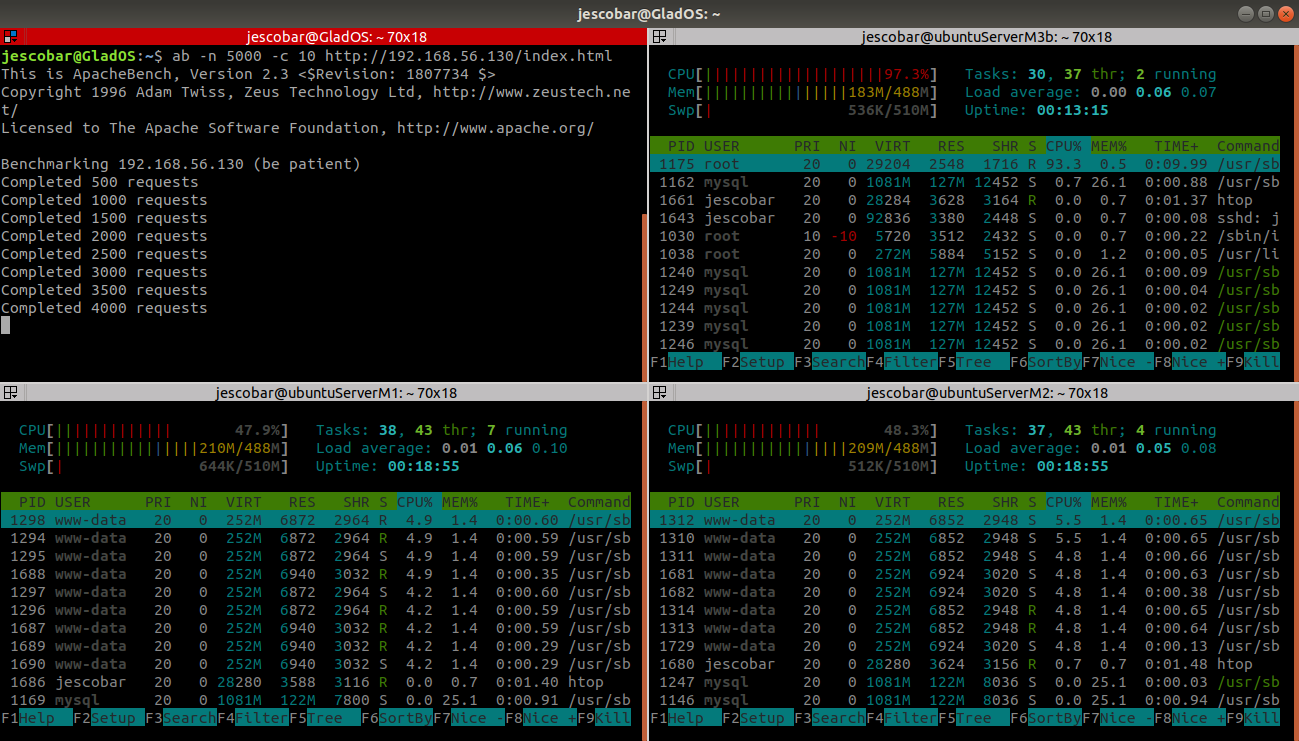 jescobar@GladOS: ~
jescobar@GladOS: ~ 70x18
jescobar@GladOS:~$ ab -n 5000 -c 10 http://192.168.56.130/index.html
This is ApacheBench, Version 2.3 <$Revision: 1807734 $>
Copyright 1996 Adam Twiss, Zeus Technology Ltd, http://www.zeustech.ne
t/
Licensed to The Apache Software Foundation, http://www.apache.org/
Benchmarking 192.168.56.130 (be patient)
Completed 500 requests
Completed 1000 requests
Completed 1500 requests
Completed 2000 requests
Completed 2500 requests
Completed 3000 requests
Completed 3500 requests
Completed 4000 requests
jescobar@ubuntuServerM3b: ~ 70x18
CPU[||||||||||||||||||||97.3%] Tasks: 30, 37 thr; 2 running
Mem[||||||||||||||||183M/488M] Load average: 0.00 0.06 0.07
Swp[| 536K/510M] Uptime: 00:13:15
PID USER PRI NI VIRT RES SHR S CPU% MEM% TIME+ Command
1175 root 20 0 29204 2548 1716 R 93.3 0.5 0:09.99 /usr/sb
1162 mysql 20 0 1081M 127M 12452 S 0.7 26.1 0:00.88 /usr/sb
1661 jescobar 20 0 28284 3628 3164 R 0.0 0.7 0:01.37 htop
1643 jescobar 20 0 92836 3380 2448 S 0.0 0.7 0:00.08 sshd: j
1030 root 10 -10 5720 3512 2432 S 0.0 0.7 0:00.22 /sbin/i
1038 root 20 0 272M 5884 5152 S 0.0 1.2 0:00.05 /usr/li
1240 mysql 20 0 1081M 127M 12452 S 0.0 26.1 0:00.09 /usr/sb
1249 mysql 20 0 1081M 127M 12452 S 0.0 26.1 0:00.04 /usr/sb
1244 mysql 20 0 1081M 127M 12452 S 0.0 26.1 0:00.02 /usr/sb
1239 mysql 20 0 1081M 127M 12452 S 0.0 26.1 0:00.02 /usr/sb
1246 mysql 20 0 1081M 127M 12452 S 0.0 26.1 0:00.02 /usr/sb
F1Help F2Setup F3SearchF4FilterF5Tree F6SortByF7Nice -F8Nice +F9Kill
jescobar@ubuntuServerM1: ~ 70x18
CPU[||||||||||||| 47.9%] Tasks: 38, 43 thr; 7 running
Mem[||||||||||||||||210M/488M] Load average: 0.01 0.06 0.10
Swp[| 644K/510M] Uptime: 00:18:55
PID USER PRI NI VIRT RES SHR S CPU% MEM% TIME+ Command
1298 www-data 20 0 252M 6872 2964 R 4.9 1.4 0:00.60 /usr/sb
1294 www-data 20 0 252M 6872 2964 R 4.9 1.4 0:00.59 /usr/sb
1295 www-data 20 0 252M 6872 2964 S 4.9 1.4 0:00.59 /usr/sb
1688 www-data 20 0 252M 6940 3032 R 4.9 1.4 0:00.35 /usr/sb
1297 www-data 20 0 252M 6872 2964 S 4.2 1.4 0:00.60 /usr/sb
1296 www-data 20 0 252M 6872 2964 R 4.2 1.4 0:00.59 /usr/sb
1687 www-data 20 0 252M 6940 3032 R 4.2 1.4 0:00.59 /usr/sb
1689 www-data 20 0 252M 6940 3032 R 4.2 1.4 0:00.29 /usr/sb
1690 www-data 20 0 252M 6940 3032 S 4.2 1.4 0:00.29 /usr/sb
1686 jescobar 20 0 28280 3588 3116 R 0.0 0.7 0:01.40 htop
1169 mysql 20 0 1081M 122M 7800 S 0.0 25.1 0:00.91 /usr/sb
F1Help F2Setup F3SearchF4FilterF5Tree F6SortByF7Nice -F8Nice +F9Kill
jescobar@ubuntuServerM2: ~ 70x18
CPU[||||||||||||| 48.3%] Tasks: 37, 43 thr; 4 running
Mem[||||||||||||||||209M/488M] Load average: 0.01 0.05 0.08
Swp[| 512K/510M] Uptime: 00:18:55
PID USER PRI NI VIRT RES SHR S CPU% MEM% TIME+ Command
1312 www-data 20 0 252M 6852 2948 S 5.5 1.4 0:00.65 /usr/sb
1310 www-data 20 0 252M 6852 2948 S 5.5 1.4 0:00.65 /usr/sb
1311 www-data 20 0 252M 6852 2948 S 4.8 1.4 0:00.66 /usr/sb
1681 www-data 20 0 252M 6924 3020 S 4.8 1.4 0:00.63 /usr/sb
1682 www-data 20 0 252M 6924 3020 S 4.8 1.4 0:00.38 /usr/sb
1314 www-data 20 0 252M 6852 2948 R 4.8 1.4 0:00.65 /usr/sb
1313 www-data 20 0 252M 6852 2948 R 4.8 1.4 0:00.64 /usr/sb
1729 www-data 20 0 252M 6924 3020 S 4.8 1.4 0:00.13 /usr/sb
1680 jescobar 20 0 28280 3624 3156 R 0.7 0.7 0:01.48 htop
1247 mysql 20 0 1081M 122M 8036 S 0.0 25.1 0:00.03 /usr/sb
1146 mysql 20 0 1081M 122M 8036 S 0.0 25.1 0:00.94 /usr/sb
F1Help F2Setup F3SearchF4FilterF5Tree F6SortByF7Nice -F8Nice +F9Kill